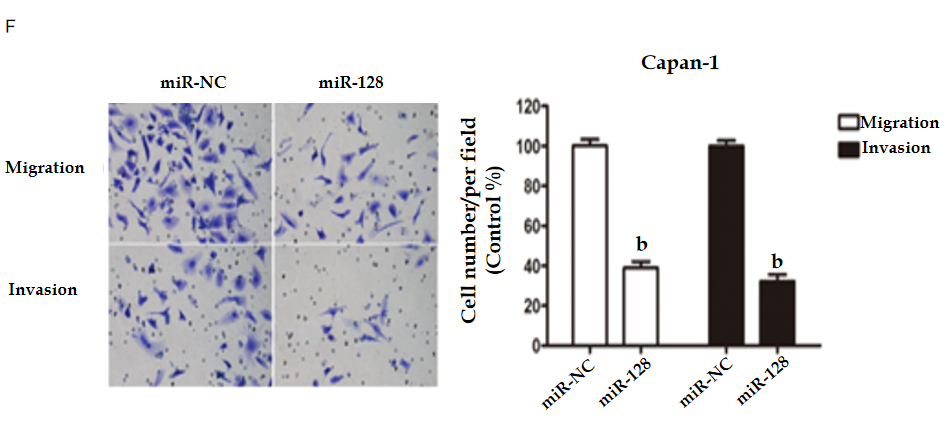 F
miR-NC miR-128
Migration
Invasion
Capan-1
Cell number/per field
(Control %)
120
100
80
60
40
20
0
b
b
miR-NC
miR-128
miR-NC
miR-128
Migration
Invasion